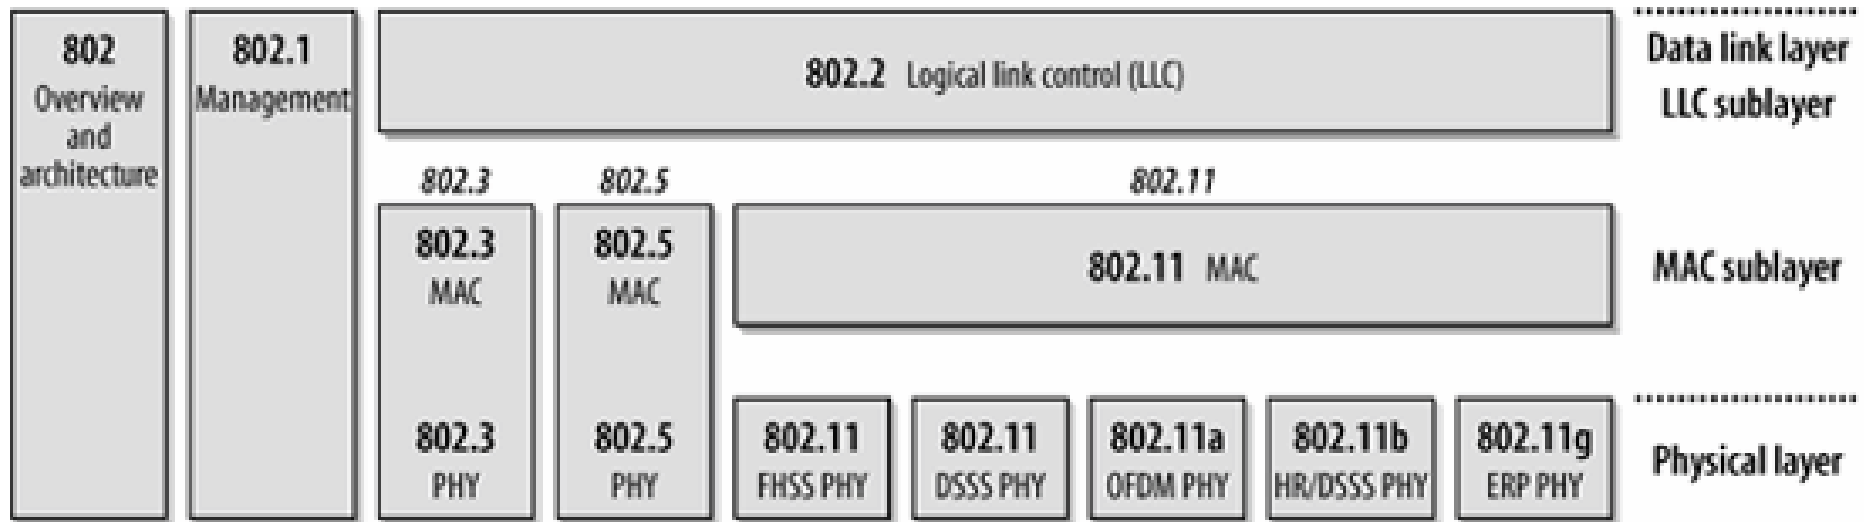 802
Overview
and
architecture
802.1
Management
802.2 Logical link control (LLC)
Data link layer
LLC sublayer
802.3
802.5
802.11
802.3
MAC
802.5
MAC
802.11 MAC
MAC sublayer
802.3
PHY
802.5
PHY
802.11
FHSS PHY
802.11
DSSS PHY
802.11a
OFDM PHY
802.11b
HR/DSSS PHY
802.11g
ERP PHY
Physical layer